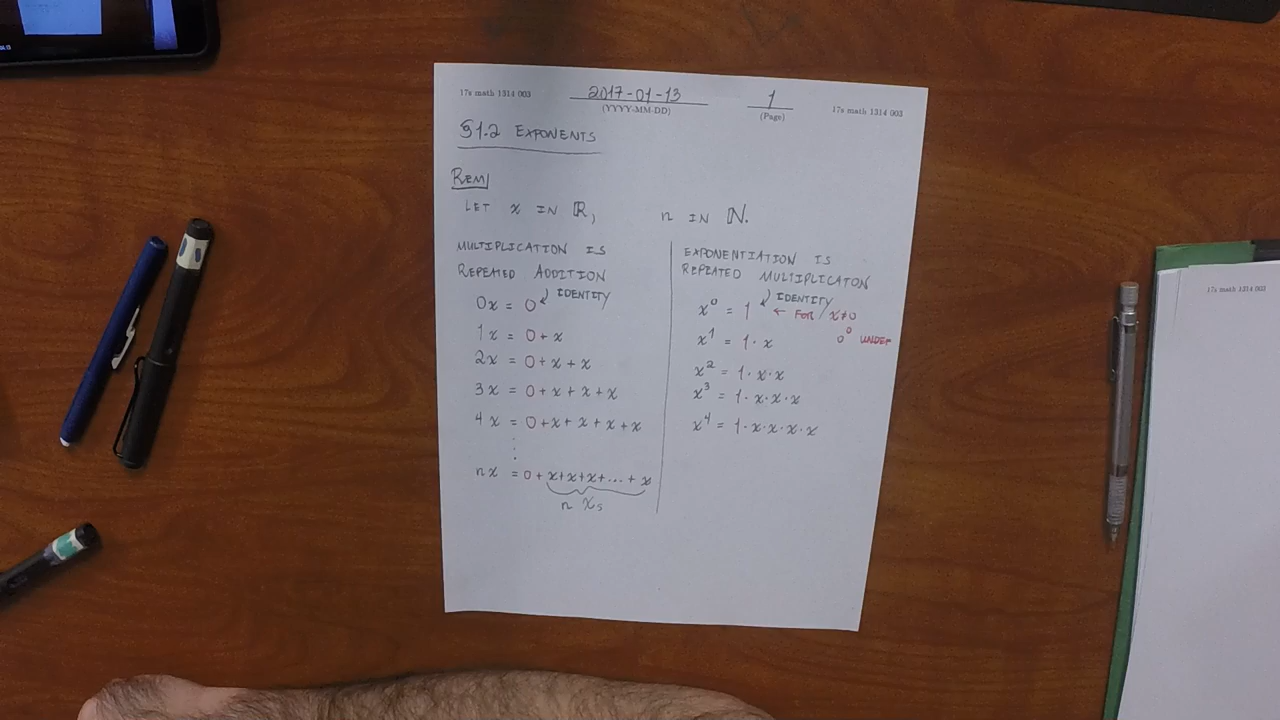 17s math 1314 003
2017-01-13
(YYYY-MM-DD)
1
(Page)
17s math 1314 003
§1.2 EXPONENTS
REM
LET x IN ℝ, n IN ℕ.
MULTIPLICATION IS
REPEATED ADDITION
IDENTITY
0x = 0
1x = 0 + x
2x = 0 + x + x
3x = 0 + x + x + x
4x = 0 + x + x + x + x
⋮
nx = 0 + x + x + x + ... + x
n xs
EXPONENTIATION IS
REPEATED MULTIPLICATON
IDENTITY
x⁰ = 1 ← FOR x≠0
x¹ = 1 · x
0⁰ UNDEF
x² = 1 · x · x
x³ = 1 · x · x · x
x⁴ = 1 · x · x · x · x
17s math 1314 003